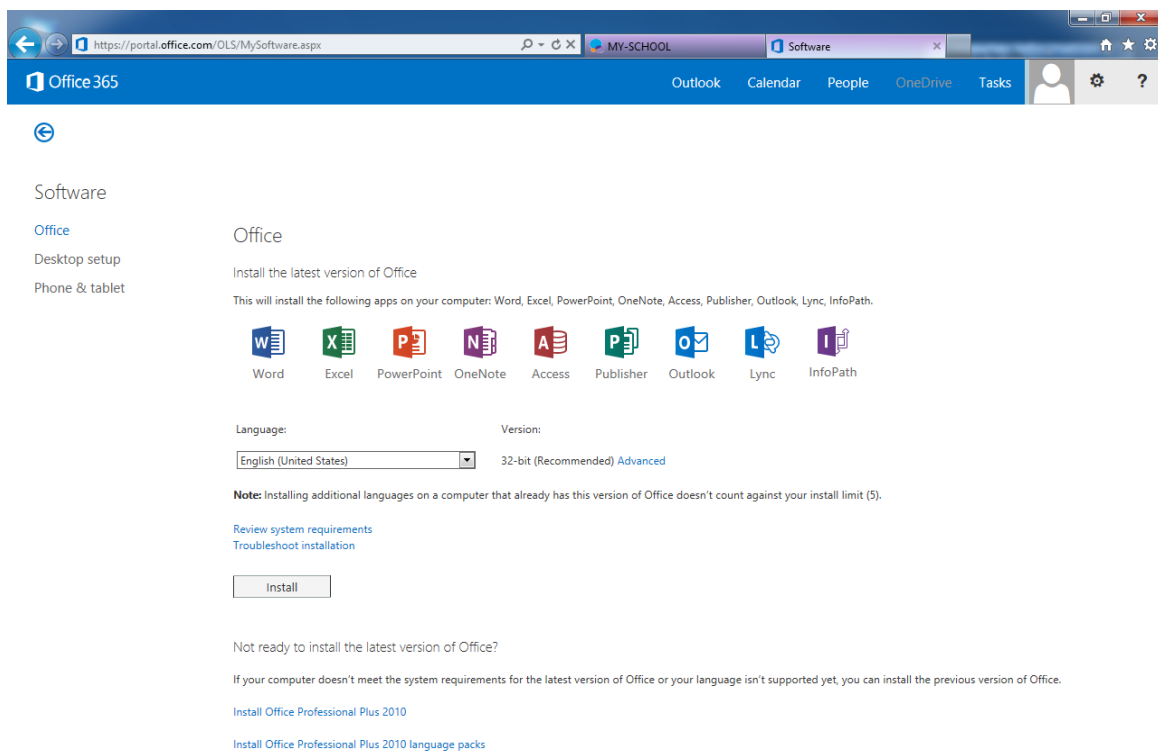 https://portal.office.com/OLS/MySoftware.aspx
MY-SCHOOL
Software
Office 365
Outlook Calendar People OneDrive Tasks ?
Software
Office
Desktop setup
Phone & tablet
Office
Install the latest version of Office
This will install the following apps on your computer: Word, Excel, PowerPoint, OneNote, Access, Publisher, Outlook, Lync, InfoPath.
Word Excel PowerPoint OneNote Access Publisher Outlook Lync InfoPath
Language: Version:
English (United States) 32-bit (Recommended) Advanced
Note: Installing additional languages on a computer that already has this version of Office doesn't count against your install limit (5).
Review system requirements
Troubleshoot installation
Install
Not ready to install the latest version of Office?
If your computer doesn't meet the system requirements for the latest version of Office or your language isn't supported yet, you can install the previous version of Office.
Install Office Professional Plus 2010
Install Office Professional Plus 2010 language packs